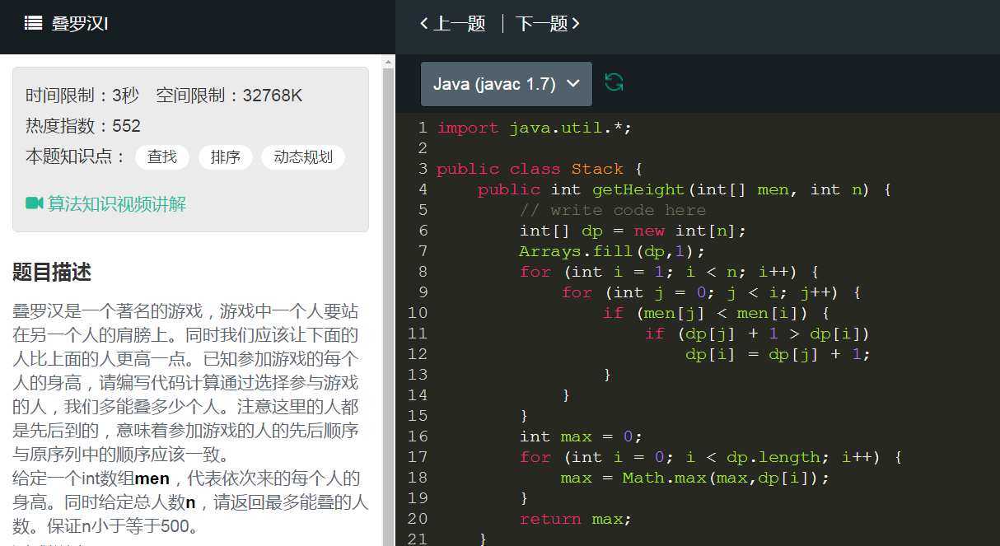 叠罗汉I
时间限制：3秒 空间限制：32768K
热度指数：552
本题知识点： 查找 排序 动态规划
算法知识视频讲解
题目描述
叠罗汉是一个著名的游戏，游戏中一个人要站
在另一个人的肩膀上。同时我们应该让下面的
人比上面的人更高一点。已知参加游戏的每个
人的身高，请编写代码计算通过选择参与游戏
的人，我们多能叠多少个人。注意这里的人都
是先后到的，意味着参加游戏的人的先后顺序
与原序列中的顺序应该一致。
给定一个int数组men，代表依次来的每个人的
身高。同时给定总人数n，请返回最多能叠的人
数。保证n小于等于500。
上一题 | 下一题
Java (javac 1.7)
1 import java.util.*;
2
3 public class Stack {
4     public int getHeight(int[] men, int n) {
5         // write code here
6         int[] dp = new int[n];
7         Arrays.fill(dp,1);
8         for (int i = 1; i < n; i++) {
9             for (int j = 0; j < i; j++) {
10                 if (men[j] < men[i]) {
11                     if (dp[j] + 1 > dp[i])
12                         dp[i] = dp[j] + 1;
13                 }
14             }
15         }
16         int max = 0;
17         for (int i = 0; i < dp.length; i++) {
18             max = Math.max(max,dp[i]);
19         }
20         return max;
21     }